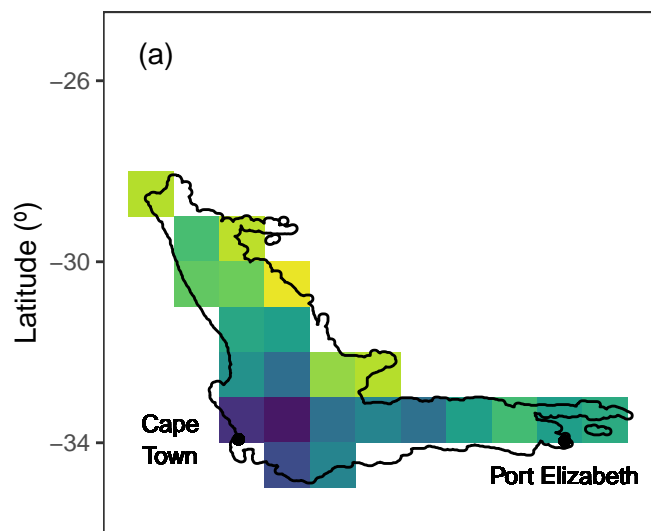 (a)
−26
−30
−34
Latitude (º)
Cape
Town
Port Elizabeth